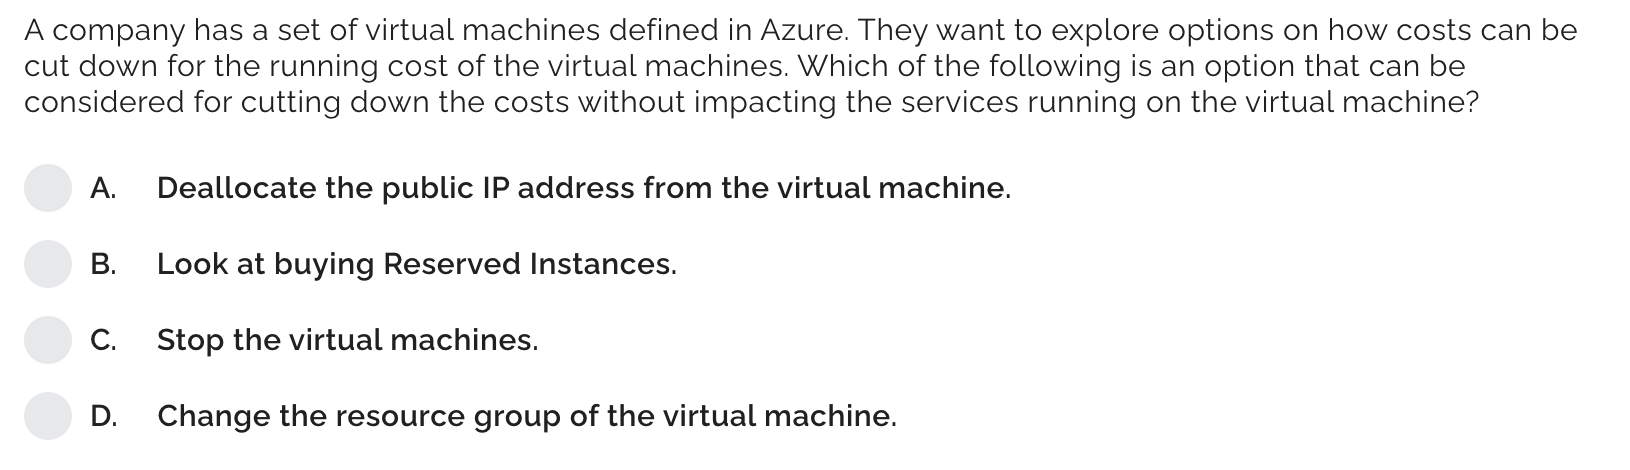 A company has a set of virtual machines defined in Azure. They want to explore options on how costs can be
cut down for the running cost of the virtual machines. Which of the following is an option that can be
considered for cutting down the costs without impacting the services running on the virtual machine?
A. Deallocate the public IP address from the virtual machine.
B. Look at buying Reserved Instances.
C. Stop the virtual machines.
D. Change the resource group of the virtual machine.